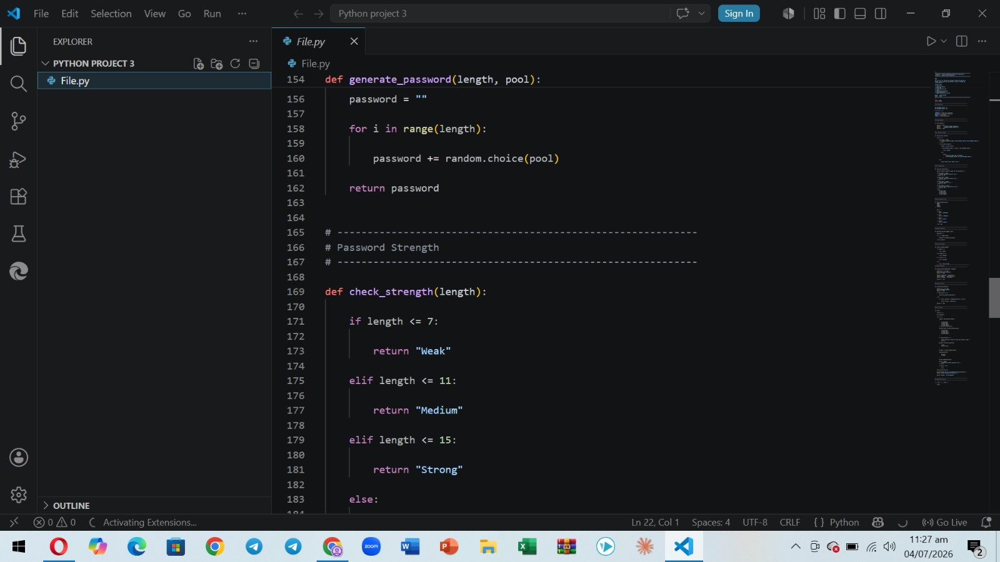 File Edit Selection View Go Run ··· Python project 3 Sign In
EXPLORER ···
File.py
PYTHON PROJECT 3
File.py
File.py
154 def generate_password(length, pool):
156 password = ""
157
158 for i in range(length):
159
160 password += random.choice(pool)
161
162 return password
163
164
165 # ------------------------------------------------------------
166 # Password Strength
167 # ------------------------------------------------------------
168
169 def check_strength(length):
170
171 if length <= 7:
172
173 return "Weak"
174
175 elif length <= 11:
176
177 return "Medium"
178
179 elif length <= 15:
180
181 return "Strong"
182
183 else:
184
OUTLINE
0 0 Activating Extensions... Ln 22, Col 1 Spaces: 4 UTF-8 CRLF { } Python Go Live
zoom
11:27 am
04/07/2026
2